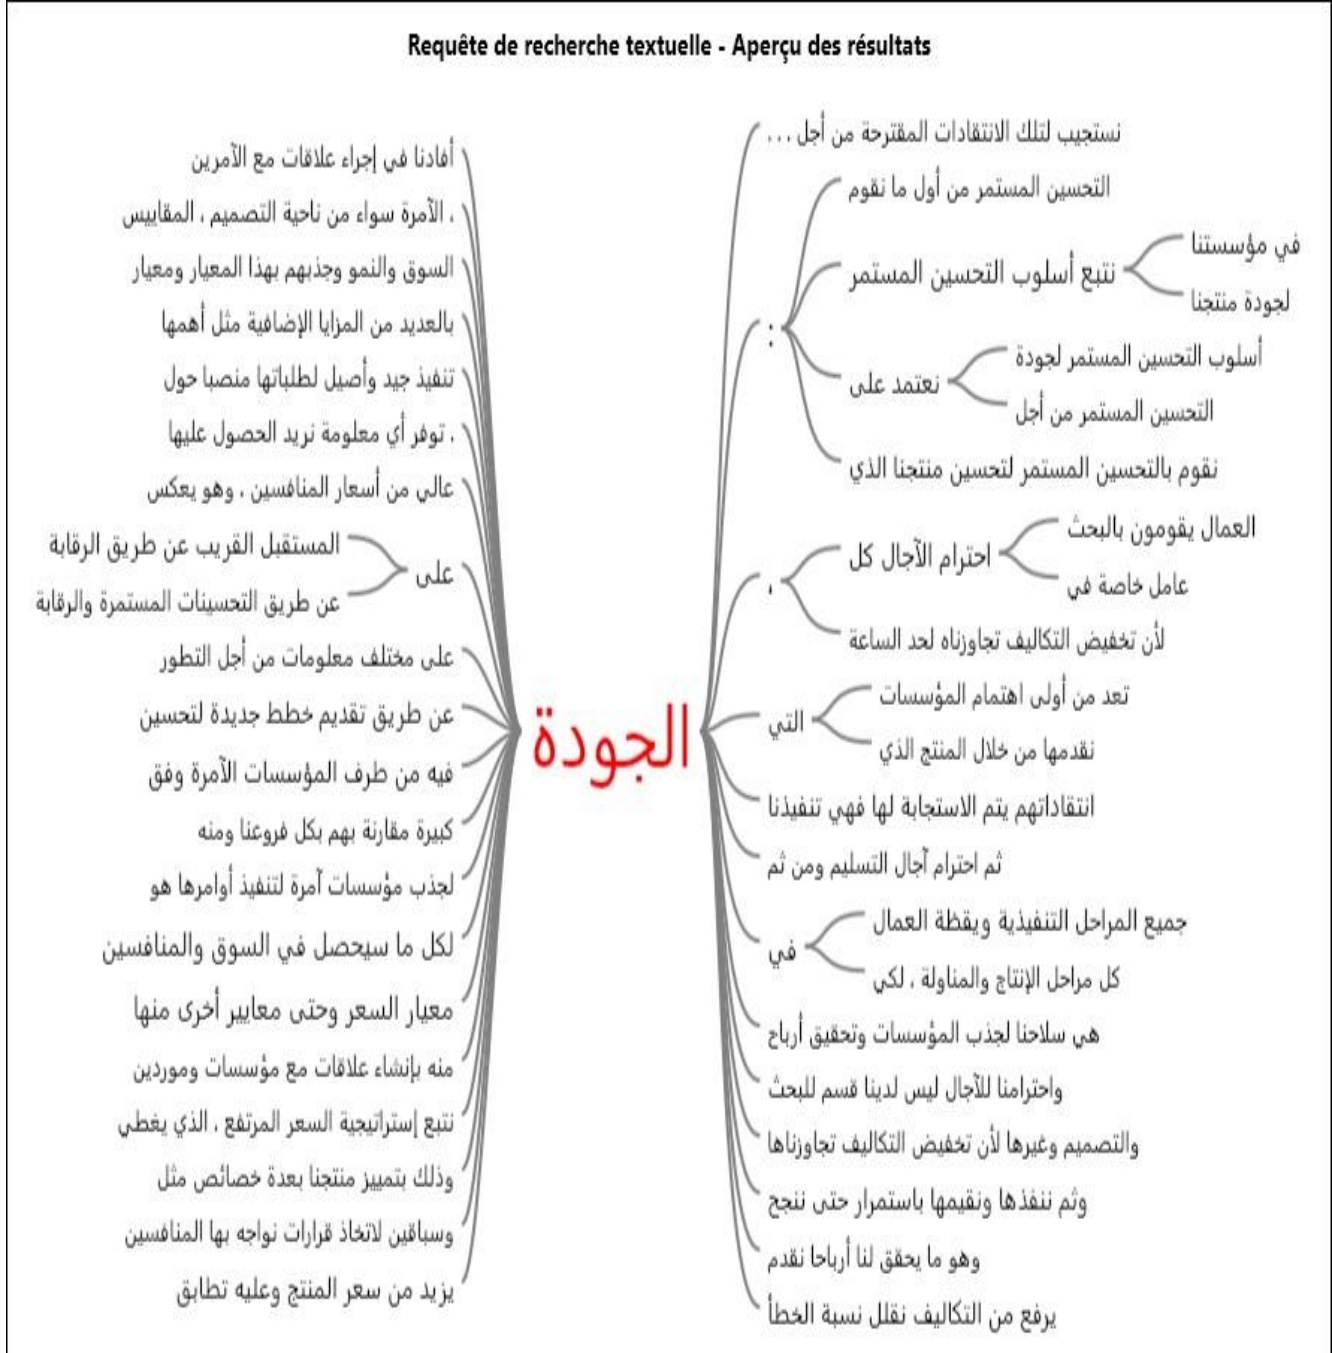 Requête de recherche textuelle - Aperçu des résultats
نستجيب لتلك الانتقادات المقترحة من أجل ...
التحسين المستمر من أول ما نقوم
:
نتبع أسلوب التحسين المستمر
في مؤسستنا
لجودة منتجنا
نعتمد على
أسلوب التحسين المستمر لجودة
التحسين المستمر من أجل
نقوم بالتحسين المستمر لتحسين منتجنا الذي
،
احترام الآجال كل
العمال يقومون بالبحث
عامل خاصة في
لأن تخفيض التكاليف تجاوزناه لحد الساعة
التي
تعد من أولى اهتمام المؤسسات
نقدمها من خلال المنتج الذي
انتقاداتهم يتم الاستجابة لها فهي تنفيذنا
ثم احترام آجال التسليم ومن ثم
في
جميع المراحل التنفيذية ويقظة العمال
كل مراحل الإنتاج والمناولة ، لكي
هي سلاحنا لجذب المؤسسات وتحقيق أرباح
واحترامنا للآجال ليس لدينا قسم للبحث
والتصميم وغيرها لأن تخفيض التكاليف تجاوزناها
وثم ننفذها ونقيمها باستمرار حتى ننجح
وهو ما يحقق لنا أرباحا نقدم
يرفع من التكاليف نقلل نسبة الخطأ
الجودة
أفادنا في إجراء علاقات مع الآمرين
، الآمرة سواء من ناحية التصميم ، المقاييس
السوق والنمو وجذبهم بهذا المعيار ومعيار
بالعديد من المزايا الإضافية مثل أهمها
تنفيذ جيد وأصيل لطلباتها منصبا حول
، توفر أي معلومة نريد الحصول عليها
عالي من أسعار المنافسين ، وهو يعكس
على
المستقبل القريب عن طريق الرقابة
عن طريق التحسينات المستمرة والرقابة
على مختلف معلومات من أجل التطور
عن طريق تقديم خطط جديدة لتحسين
فيه من طرف المؤسسات الآمرة وفق
كبيرة مقارنة بهم بكل فروعنا ومنه
لجذب مؤسسات آمرة لتنفيذ أوامرها هو
لكل ما سيحصل في السوق والمنافسين
معيار السعر وحتى معايير أخرى منها
منه بإنشاء علاقات مع مؤسسات وموردين
نتبع إستراتيجية السعر المرتفع ، الذي يغطي
وذلك بتمييز منتجنا بعدة خصائص مثل
وسباقين لاتخاذ قرارات نواجه بها المنافسين
يزيد من سعر المنتج وعليه تطابق